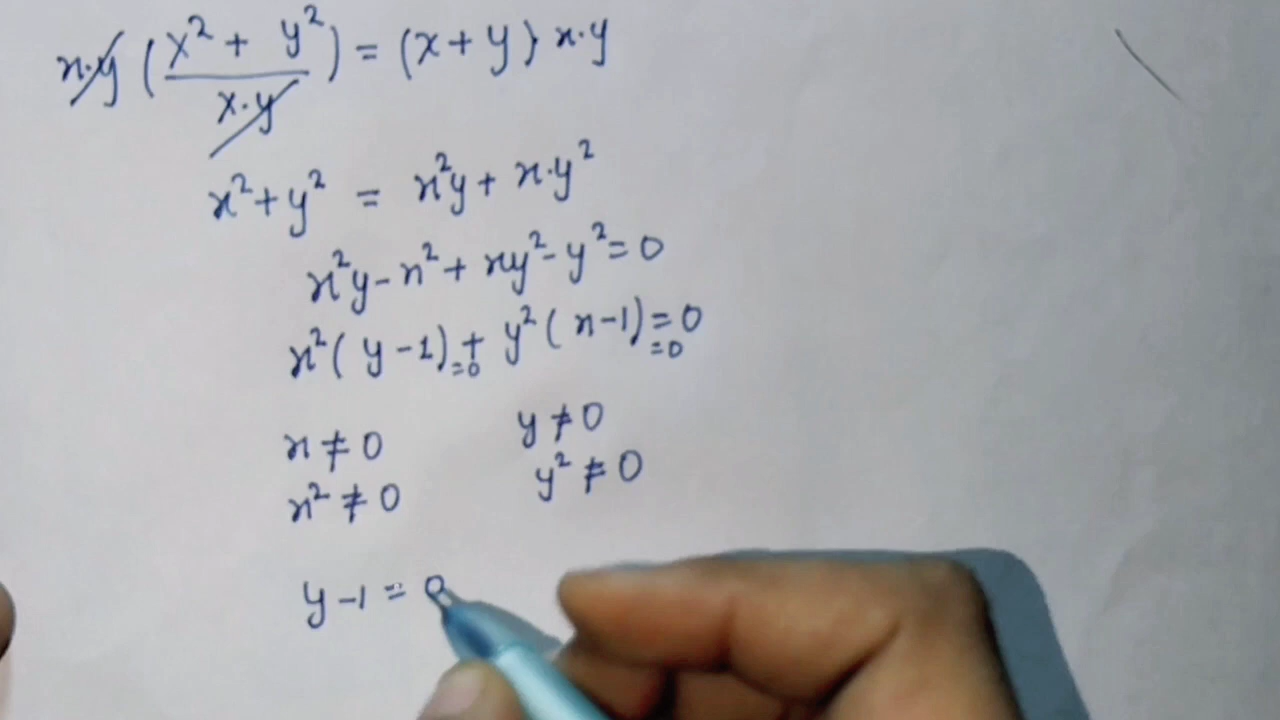 x·y (x² + y² / x·y) = (x + y) x·y
x² + y² = x²y + x·y²
x²y - x² + xy² - y² = 0
x² (y - 1) + y² (x - 1) = 0
= 0 = 0
x ≠ 0 y ≠ 0
x² ≠ 0 y² ≠ 0
y - 1 = 0